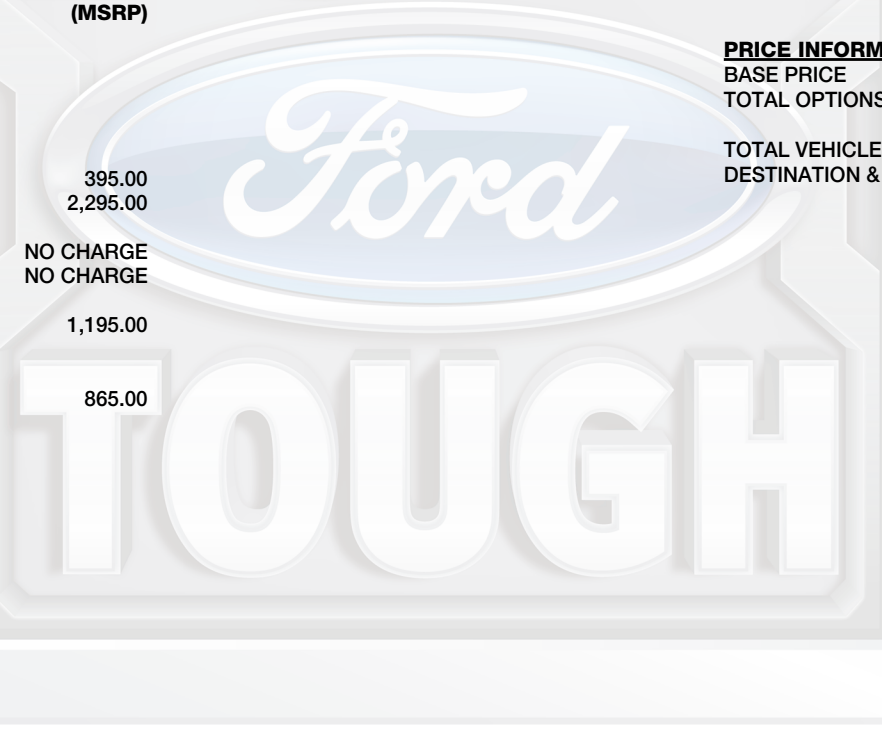 (MSRP)
395.00
2,295.00
NO CHARGE
NO CHARGE
1,195.00
865.00
PRICE INFORM
BASE PRICE
TOTAL OPTIONS
TOTAL VEHICLE
DESTINATION &
Ford
TOUGH